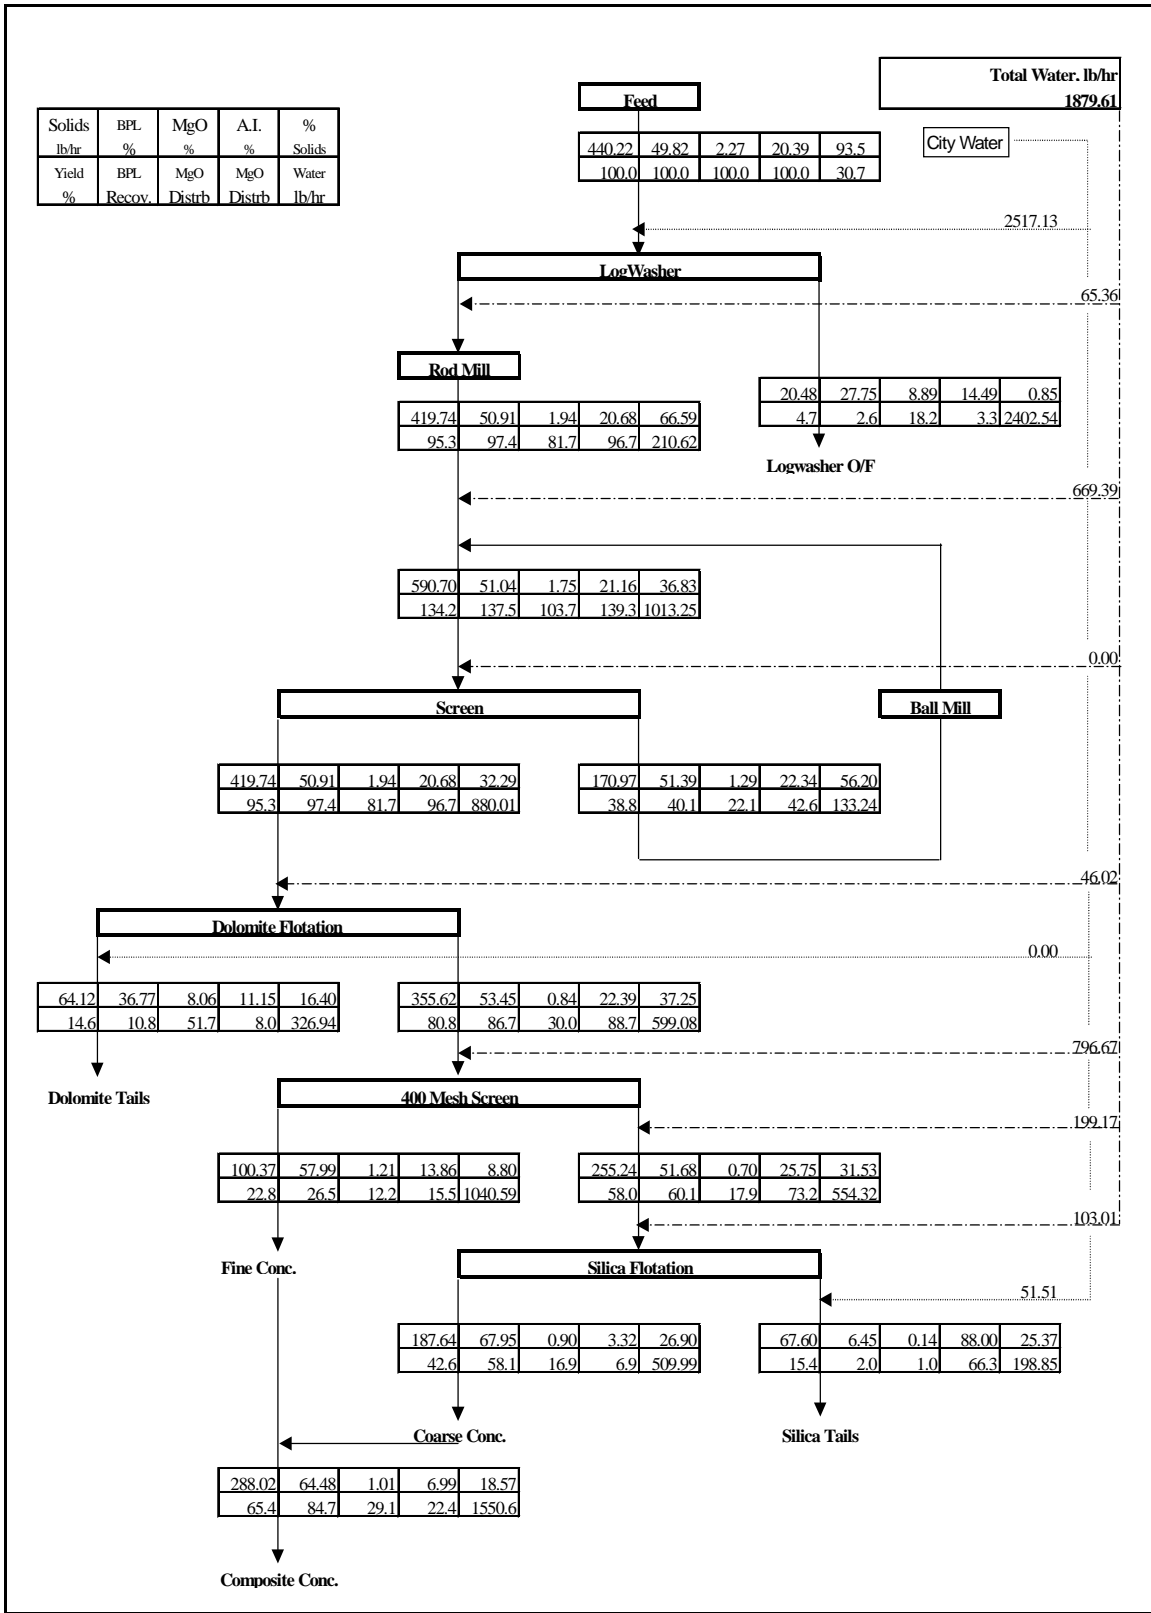 Total Water. lb/hr
1879.61
Feed
Solids BPL MgO A.I. %
lb/hr % % % Solids
Yield BPL MgO MgO Water
% Recov. Distrb Distrb lb/hr
City Water
440.22 49.82 2.27 20.39 93.5
100.0 100.0 100.0 100.0 30.7
2517.13
LogWasher
65.36
Rod Mill
20.48 27.75 8.89 14.49 0.85
4.7 2.6 18.2 3.3 2402.54
419.74 50.91 1.94 20.68 66.59
95.3 97.4 81.7 96.7 210.62
Logwasher O/F
669.39
590.70 51.04 1.75 21.16 36.83
134.2 137.5 103.7 139.3 1013.25
0.00
Screen Ball Mill
419.74 50.91 1.94 20.68 32.29 170.97 51.39 1.29 22.34 56.20
95.3 97.4 81.7 96.7 880.01 38.8 40.1 22.1 42.6 133.24
46.02
Dolomite Flotation
0.00
64.12 36.77 8.06 11.15 16.40 355.62 53.45 0.84 22.39 37.25
14.6 10.8 51.7 8.0 326.94 80.8 86.7 30.0 88.7 599.08
796.67
Dolomite Tails 400 Mesh Screen
199.17
100.37 57.99 1.21 13.86 8.80 255.24 51.68 0.70 25.75 31.53
22.8 26.5 12.2 15.5 1040.59 58.0 60.1 17.9 73.2 554.32
103.01
Fine Conc. Silica Flotation
51.51
187.64 67.95 0.90 3.32 26.90 67.60 6.45 0.14 88.00 25.37
42.6 58.1 16.9 6.9 509.99 15.4 2.0 1.0 66.3 198.85
Coarse Conc. Silica Tails
288.02 64.48 1.01 6.99 18.57
65.4 84.7 29.1 22.4 1550.6
Composite Conc.